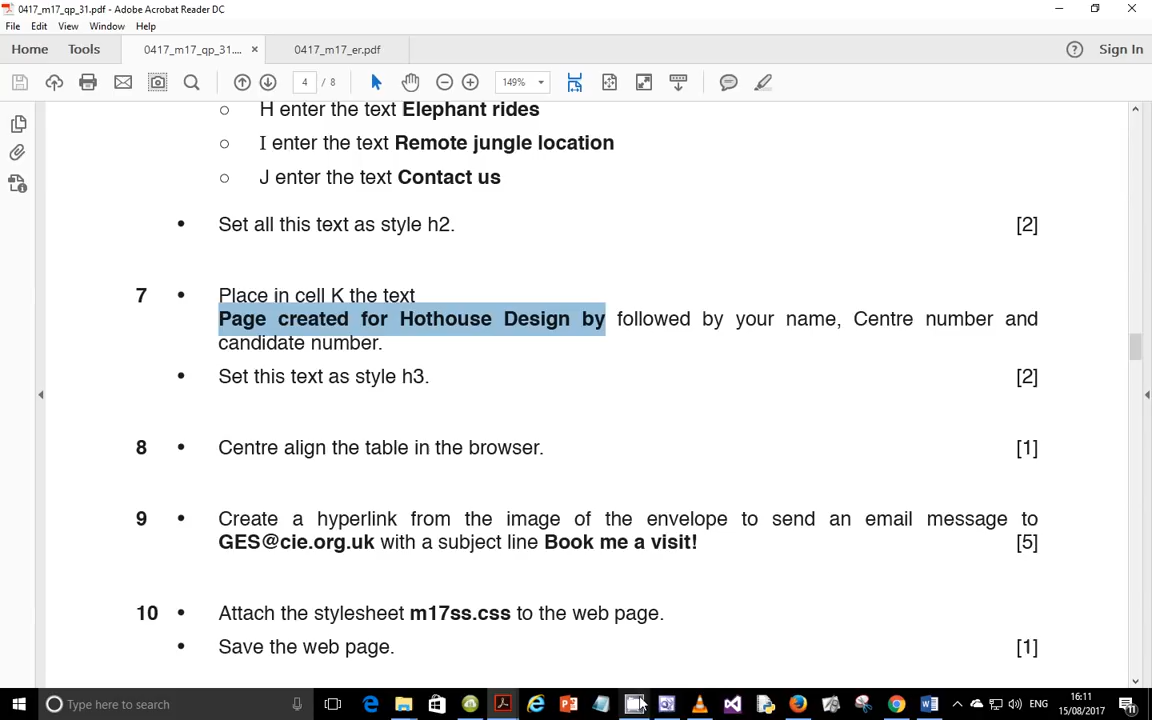 0417_m17_qp_31.pdf - Adobe Acrobat Reader DC
File Edit View Window Help
Home Tools 0417_m17_qp_31.... × 0417_m17_er.pdf ? Sign In
4 / 8 149%
○ H enter the text Elephant rides
○ I enter the text Remote jungle location
○ J enter the text Contact us
• Set all this text as style h2. [2]
7 • Place in cell K the text
Page created for Hothouse Design by followed by your name, Centre number and
candidate number.
• Set this text as style h3. [2]
8 • Centre align the table in the browser. [1]
9 • Create a hyperlink from the image of the envelope to send an email message to
GES@cie.org.uk with a subject line Book me a visit! [5]
10 • Attach the stylesheet m17ss.css to the web page.
• Save the web page. [1]
Type here to search ENG 16:11
15/08/2017 11